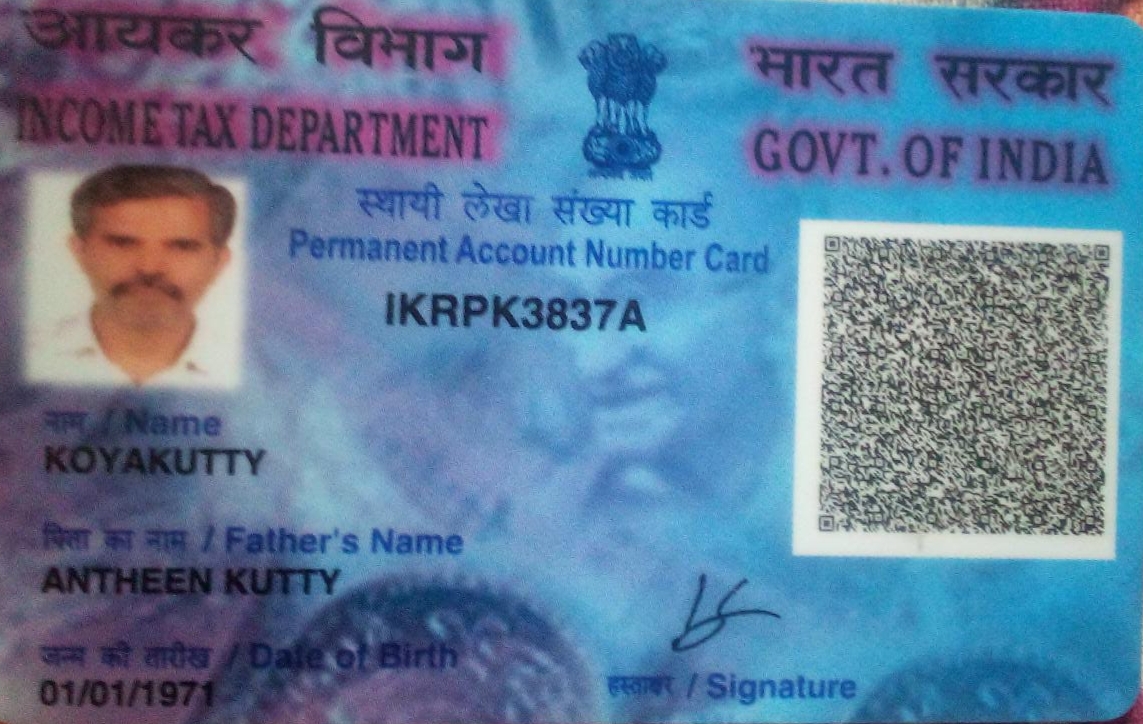 आयकर विभाग
INCOME TAX DEPARTMENT
भारत सरकार
GOVT. OF INDIA
स्थायी लेखा संख्या कार्ड
Permanent Account Number Card
IKRPK3837A
नाम / Name
KOYAKUTTY
पिता का नाम / Father's Name
ANTHEEN KUTTY
जन्म की तारीख / Date of Birth
01/01/1971
हस्ताक्षर / Signature